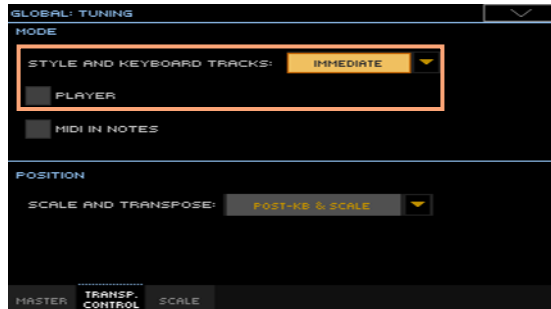 GLOBAL: TUNING
MODE
STYLE AND KEYBOARD TRACKS: IMMEDIATE
PLAYER
MIDI IN NOTES
POSITION
SCALE AND TRANSPOSE: POST-KB & SCALE
MASTER TRANSP. CONTROL SCALE